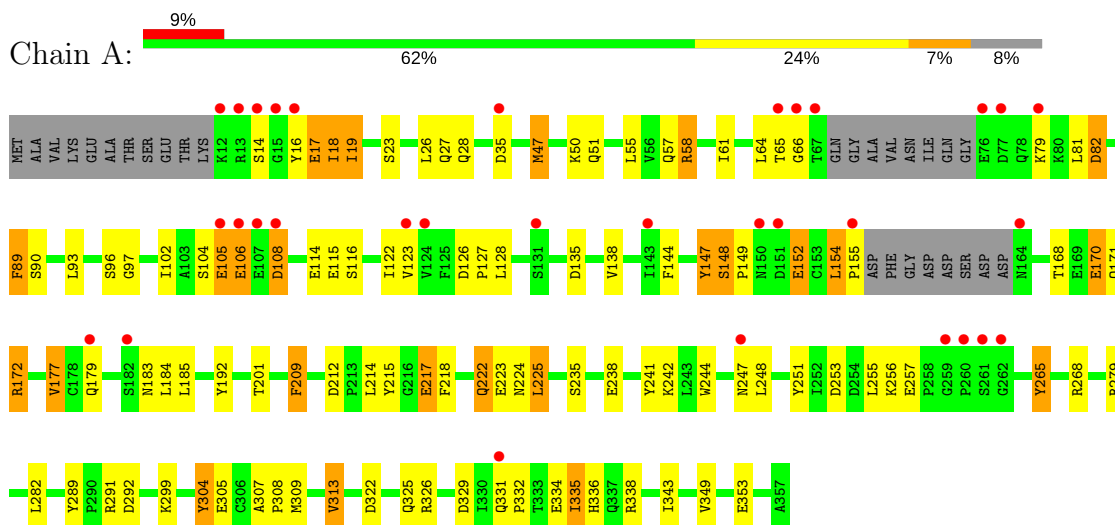 9%
Chain A:
62% 24% 7% 8%
MET ALA VAL LYS GLU ALA THR SER GLU THR LYS K12 R13 S14 G15 Y16 E17 I18 I19 S23 L26 Q27 Q28 D35 M47 K50 Q51 L55 V56 Q57 R58 I61 L64 T65 G66 T67 GLN GLY ALA VAL ASN ILE GLN GLY E76 D77 Q78 K79 K80 L81 D82
F89 S90 L93 S96 G97 I102 A103 S104 E105 E106 E107 D108 E114 E115 S116 I122 V123 V124 F125 D126 P127 L128 S131 D135 V138 I143 F144 Y147 S148 P149 N150 D151 E152 C153 L154 P155 ASP PHE GLY ASP ASP SER ASP ASP N164 T168 E169 E170
R172 V177 C178 Q179 S182 N183 L184 L185 Y192 T201 F209 D212 P213 L214 Y215 G216 E217 F218 Q222 E223 N224 L225 S235 E238 Y241 K242 L243 W244 N247 L248 Y251 I252 D253 D254 L255 K256 E257 P258 G259 P260 S261 G262 Y265 R268
L282 Y289 P290 R291 D292 K299 Y304 E305 C306 A307 P308 M309 V313 D322 Q325 R326 D329 I330 Q331 P332 T333 E334 I335 H336 Q337 R338 I343 V349 E353 A357